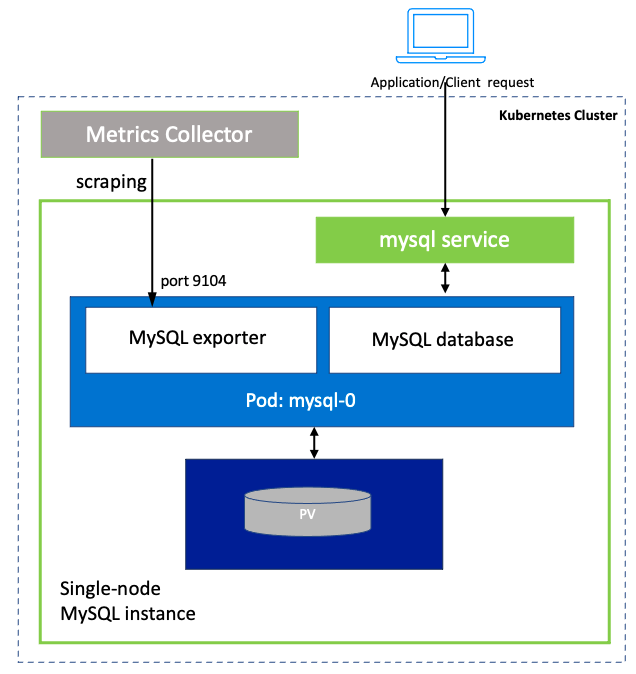 Application/Client request
Kubernetes Cluster
Metrics Collector
scraping
mysql service
port 9104
MySQL exporter
MySQL database
Pod: mysql-0
PV
Single-node
MySQL instance